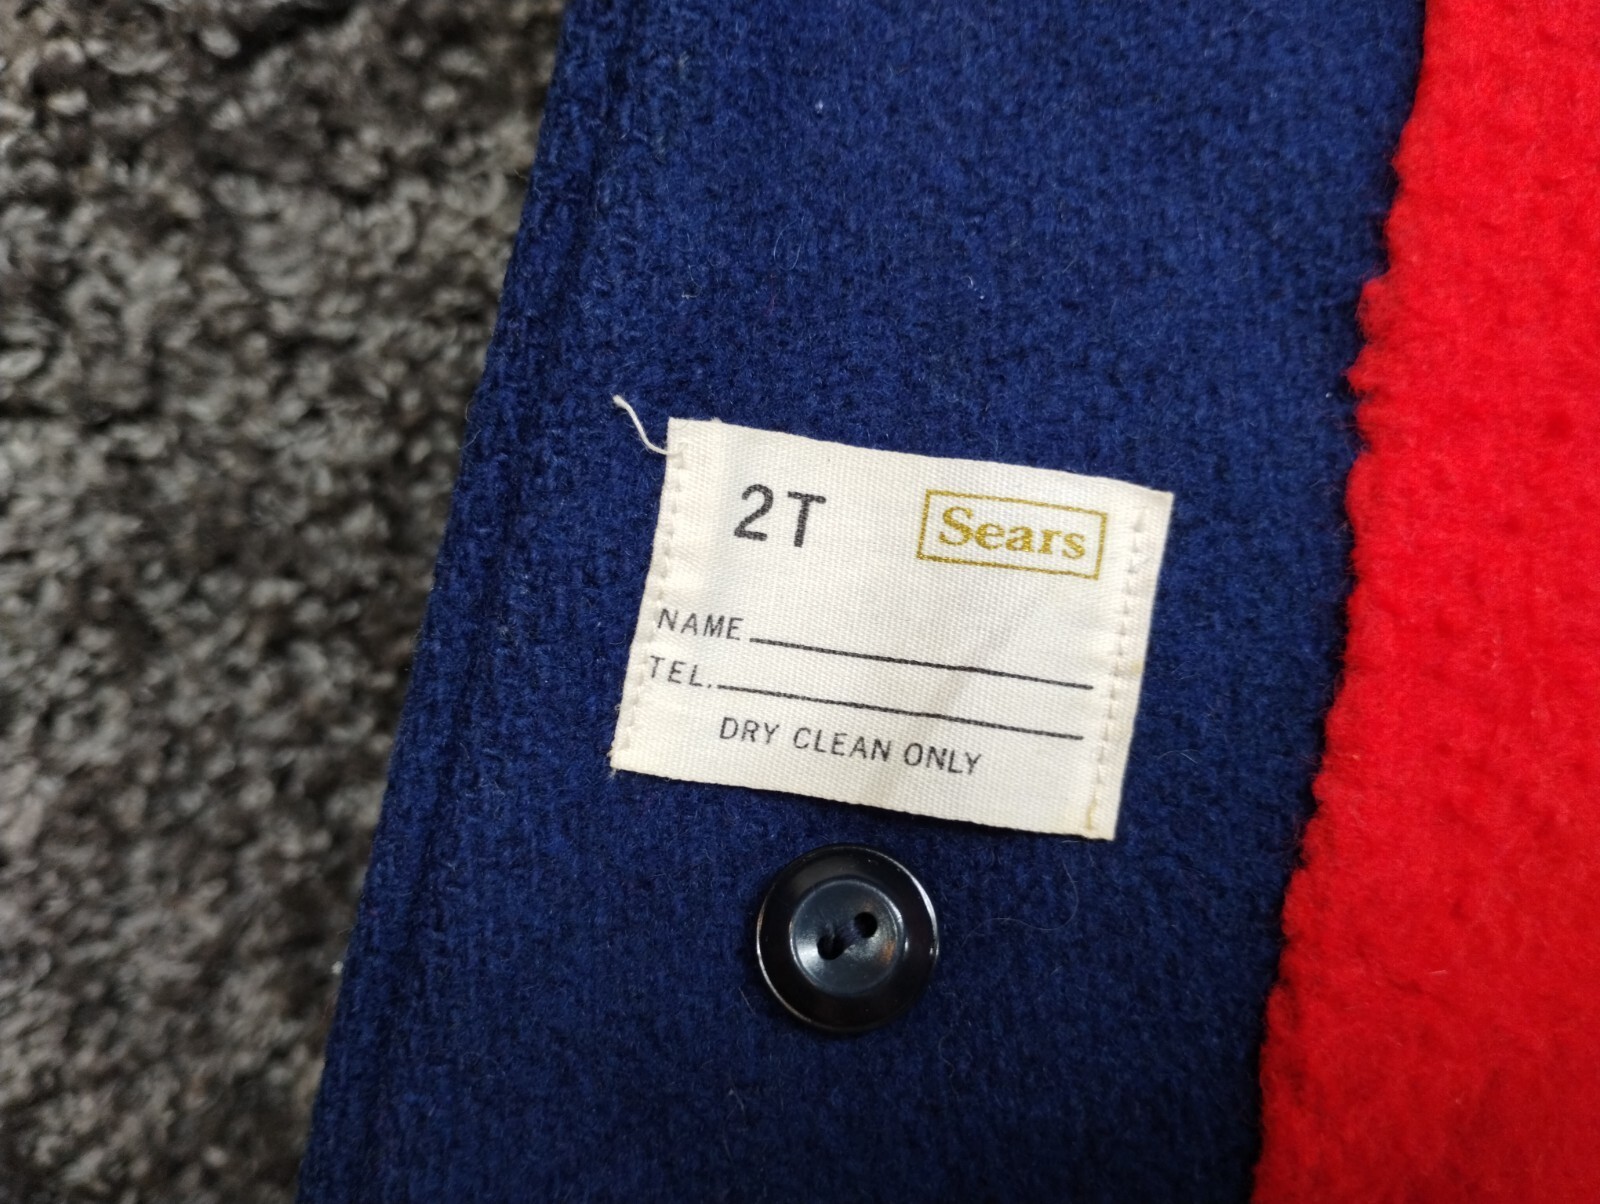 2T Sears
NAME
TEL.
DRY CLEAN ONLY